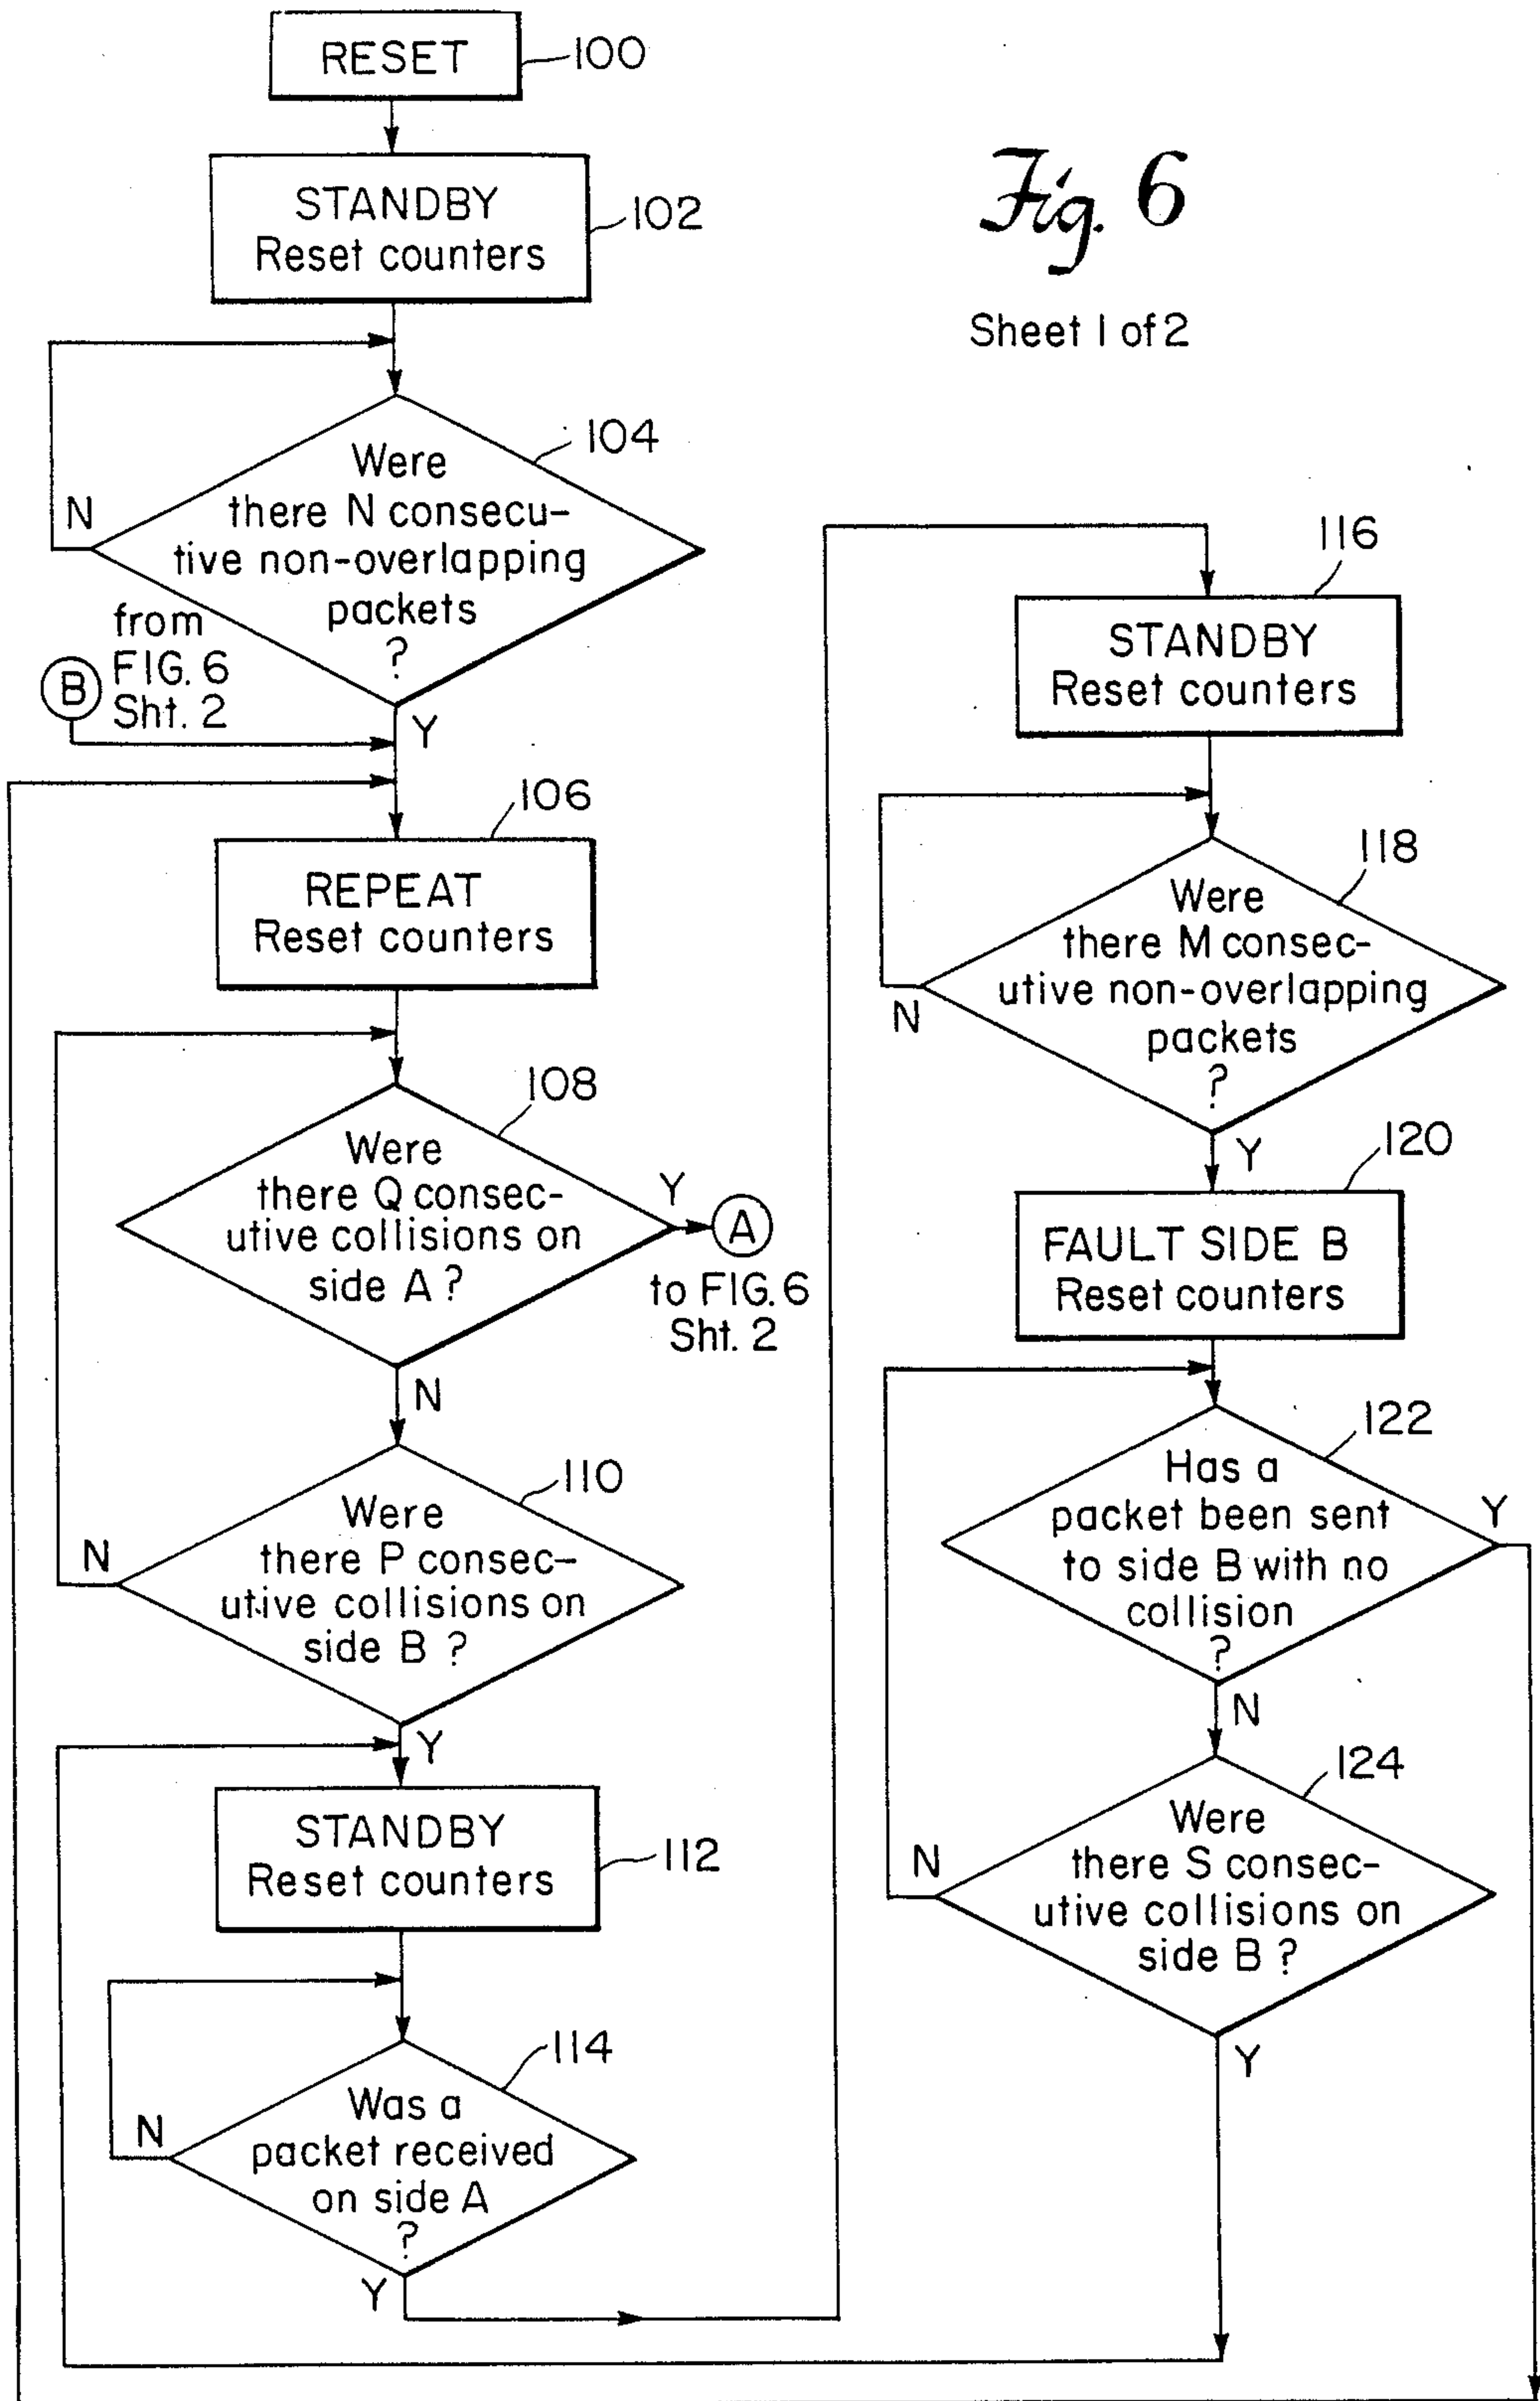 RESET
100
STANDBY
Reset counters
102
Fig. 6
Sheet 1 of 2
104
Were
there N consecu-
tive non-overlapping
packets
?
N
Y
B
from
FIG. 6
Sht. 2
106
REPEAT
Reset counters
108
Were
there Q consec-
utive collisions on
side A ?
Y
A
to FIG. 6
Sht. 2
N
110
Were
there P consec-
utive collisions on
side B ?
N
Y
STANDBY
Reset counters
112
114
Was a
packet received
on side A
?
N
Y
116
STANDBY
Reset counters
118
Were
there M consec-
utive non-overlapping
packets
?
N
Y
120
FAULT SIDE B
Reset counters
122
Has a
packet been sent
to side B with no
collision
?
Y
N
124
Were
there S consec-
utive collisions on
side B ?
N
Y